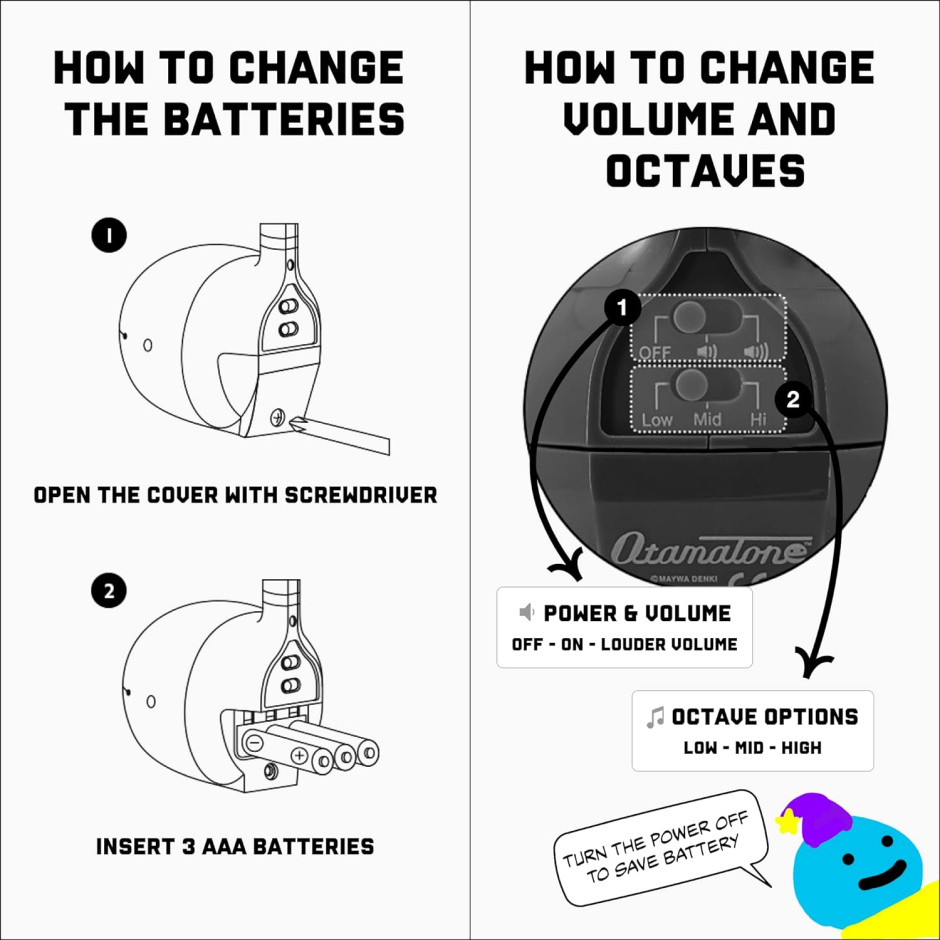 HOW TO CHANGE
THE BATTERIES
1
OPEN THE COVER WITH SCREWDRIVER
2
INSERT 3 AAA BATTERIES
HOW TO CHANGE
VOLUME AND
OCTAVES
1
OFF
2
Low Mid Hi
Otamatone™
©MAYWA DENKI CE
POWER & VOLUME
OFF - ON - LOUDER VOLUME
OCTAVE OPTIONS
LOW - MID - HIGH
TURN THE POWER OFF
TO SAVE BATTERY